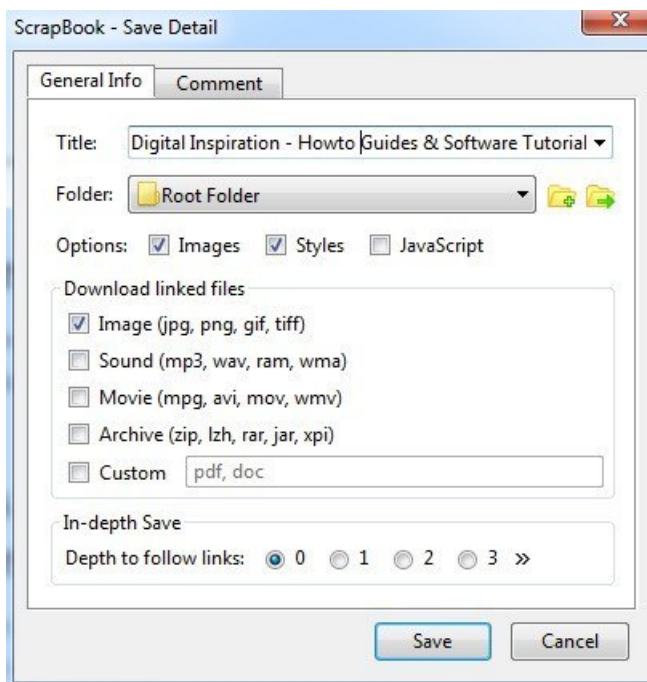 ScrapBook - Save Detail
General Info Comment
Title: Digital Inspiration - Howto Guides & Software Tutorial
Folder: Root Folder
Options: Images Styles JavaScript
Download linked files
Image (jpg, png, gif, tiff)
Sound (mp3, wav, ram, wma)
Movie (mpg, avi, mov, wmv)
Archive (zip, lzh, rar, jar, xpi)
Custom pdf, doc
In-depth Save
Depth to follow links: 0 1 2 3 »
Save Cancel